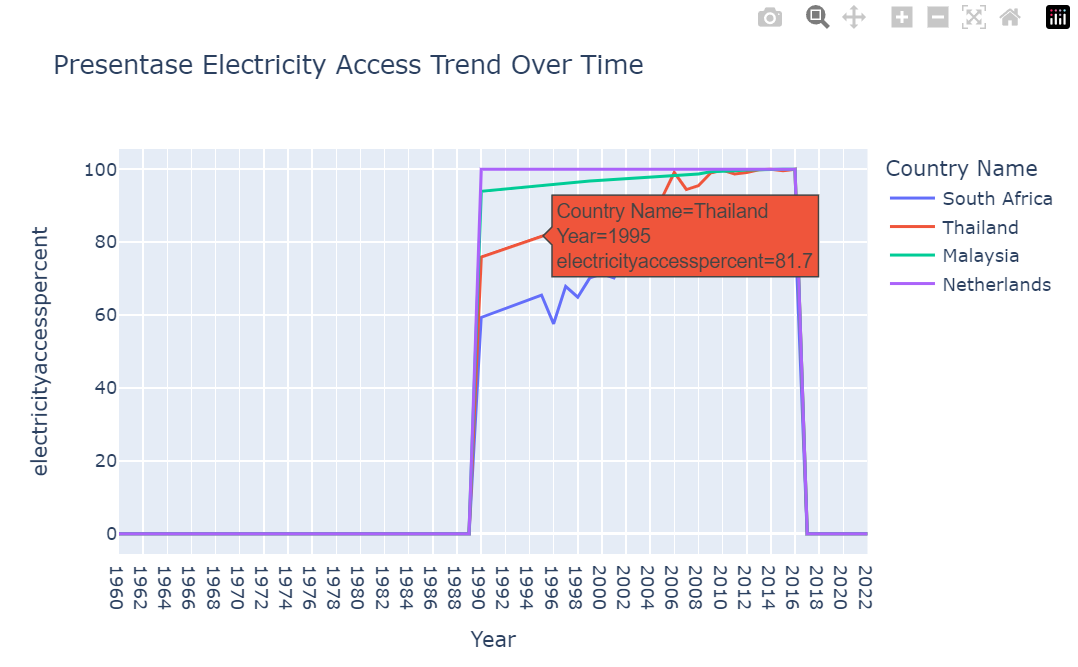 Presentase Electricity Access Trend Over Time
electricityaccesspercent
100
80
60
40
20
0
Country Name=Thailand
Year=1995
electricityaccesspercent=81.7
1960 1962 1964 1966 1968 1970 1972 1974 1976 1978 1980 1982 1984 1986 1988 1990 1992 1994 1996 1998 2000 2002 2004 2006 2008 2010 2012 2014 2016 2018 2020 2022
Year
Country Name
South Africa
Thailand
Malaysia
Netherlands